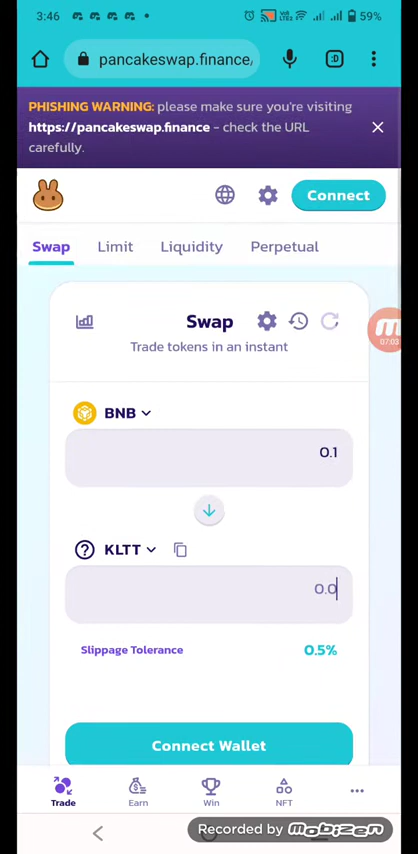 3:46
59%
pancakeswap.finance/
:D
PHISHING WARNING: please make sure you're visiting
https://pancakeswap.finance - check the URL
carefully.
Connect
Swap Limit Liquidity Perpetual
Swap
Trade tokens in an instant
07:03
BNB
0.1
KLTT
0.0
Slippage Tolerance 0.5%
Connect Wallet
Trade Earn Win NFT
Recorded by mobizen